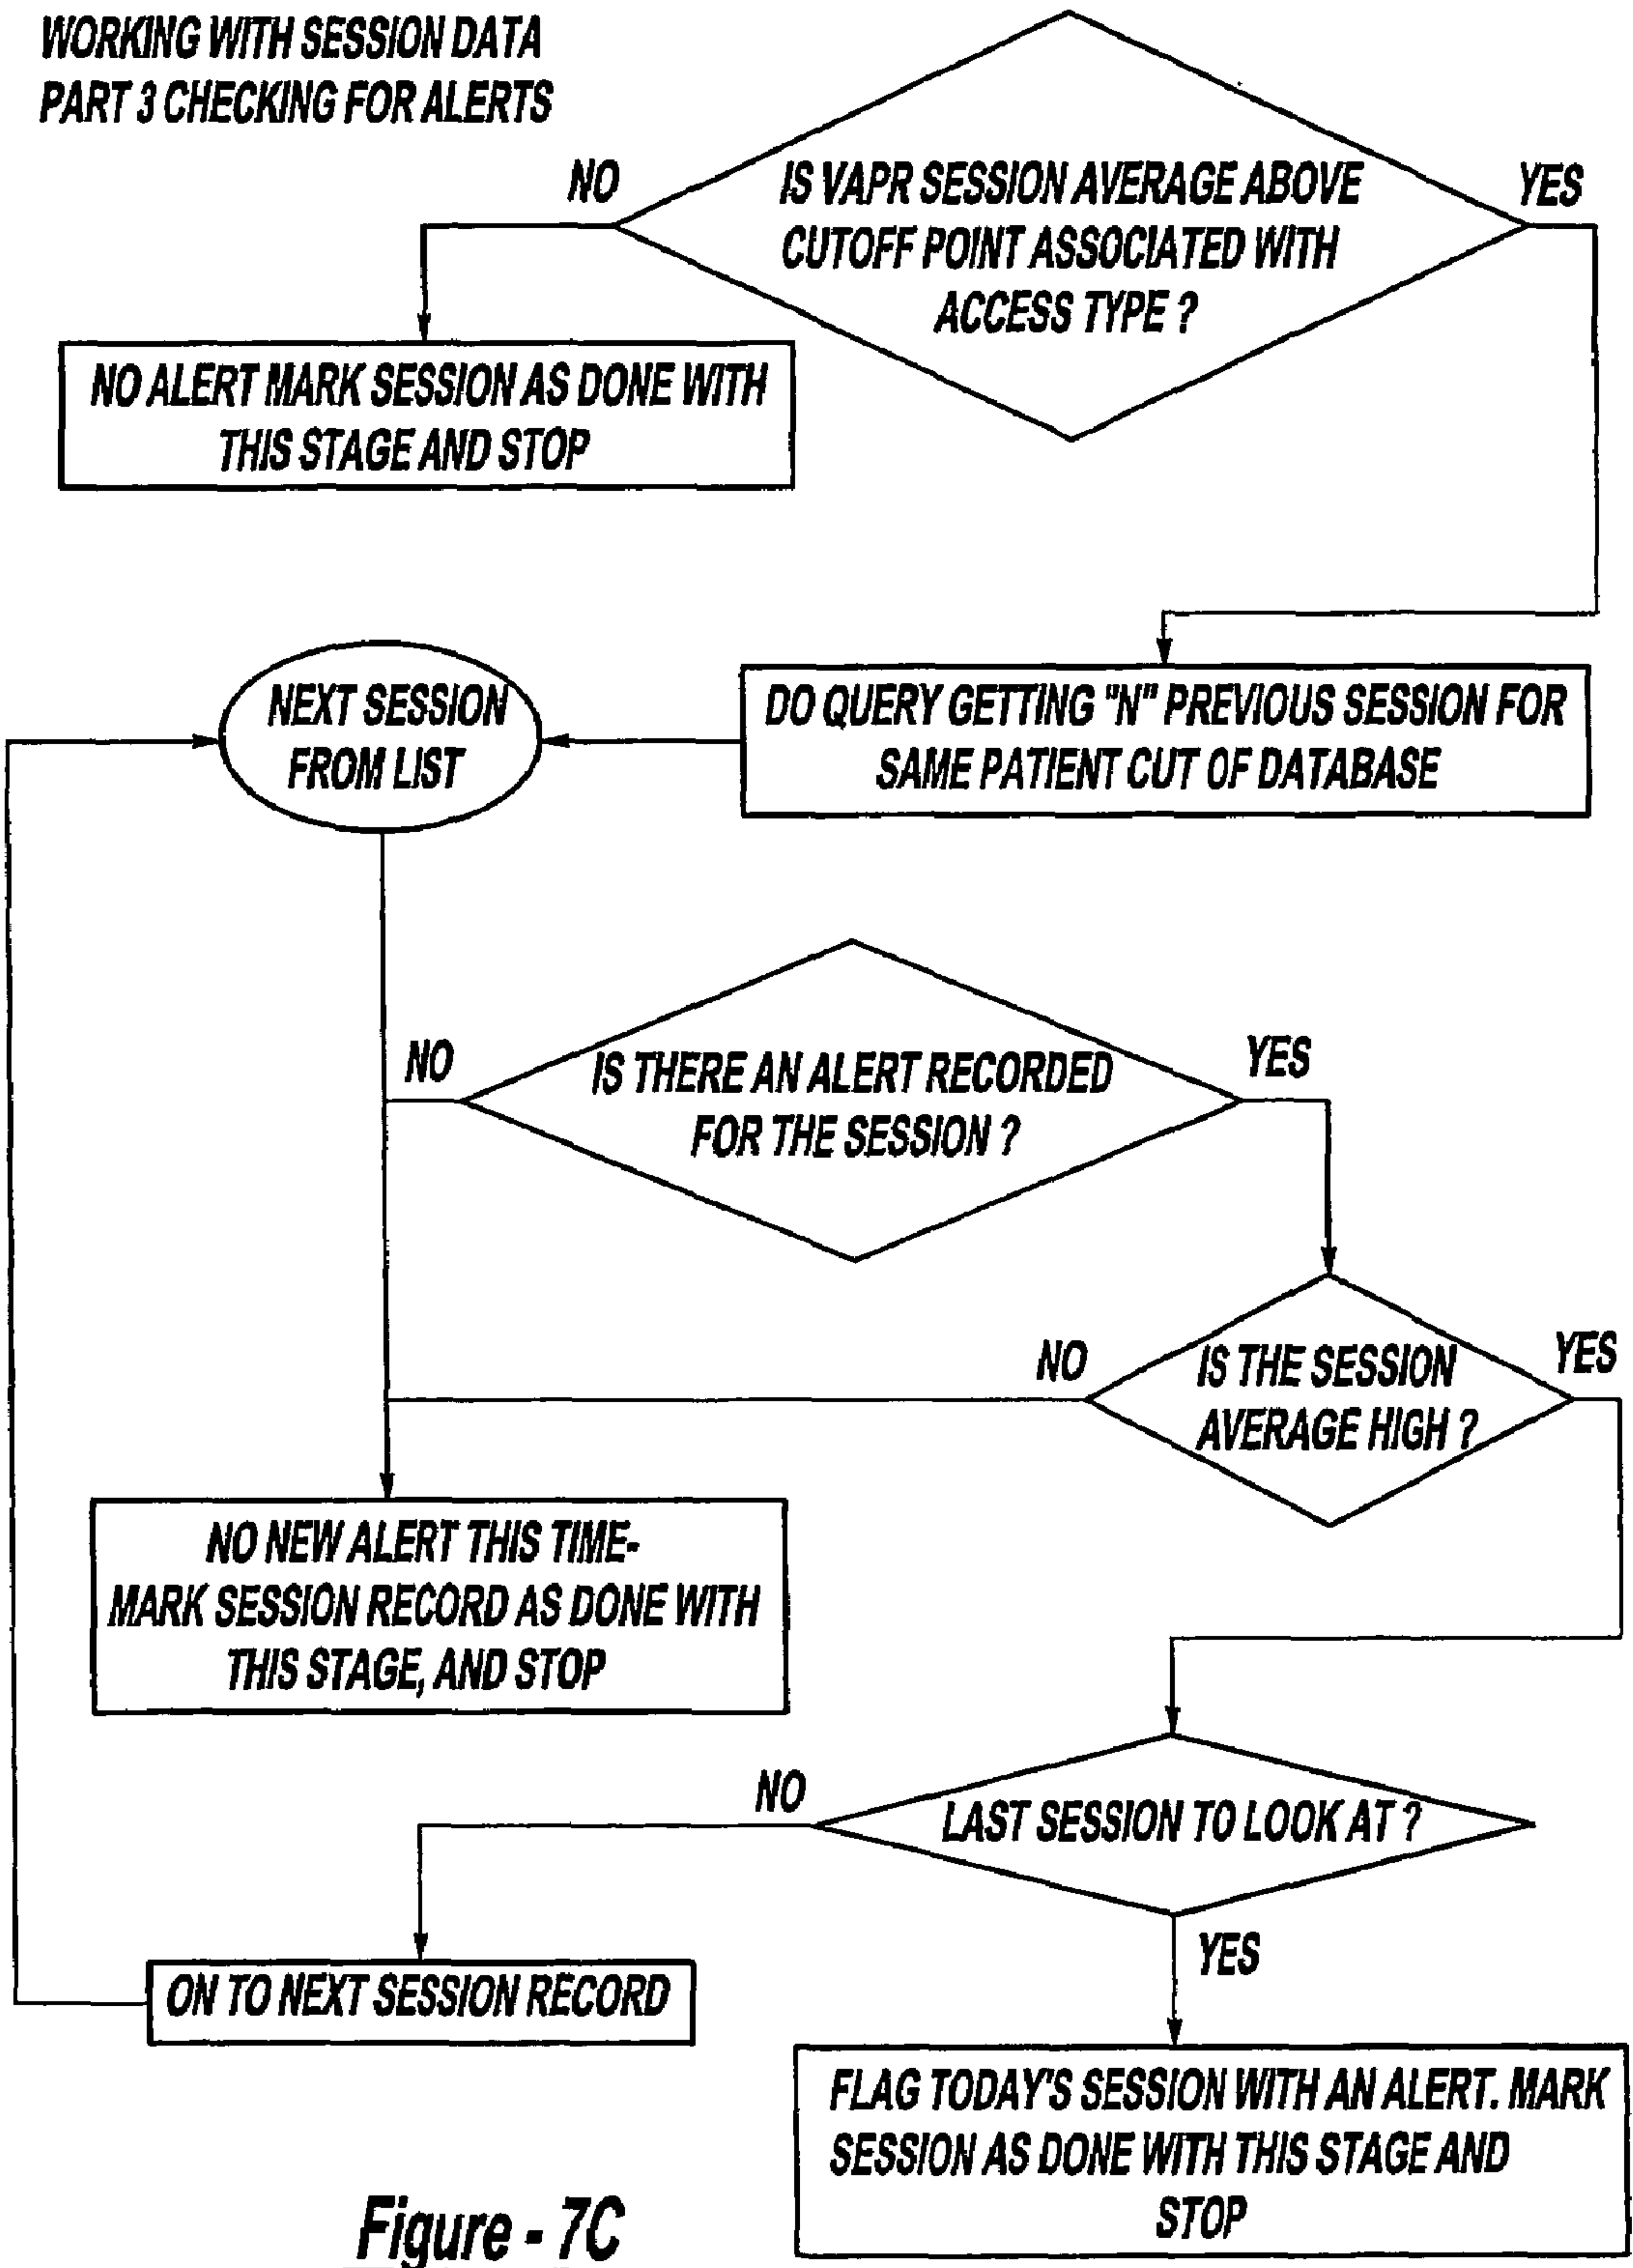 WORKING WITH SESSION DATA
PART 3 CHECKING FOR ALERTS
NO
IS VAPR SESSION AVERAGE ABOVE
CUTOFF POINT ASSOCIATED WITH
ACCESS TYPE ?
YES
NO ALERT MARK SESSION AS DONE WITH
THIS STAGE AND STOP
NEXT SESSION
FROM LIST
DO QUERY GETTING "N" PREVIOUS SESSION FOR
SAME PATIENT CUT OF DATABASE
NO
IS THERE AN ALERT RECORDED
FOR THE SESSION ?
YES
NO
IS THE SESSION
AVERAGE HIGH ?
YES
NO NEW ALERT THIS TIME-
MARK SESSION RECORD AS DONE WITH
THIS STAGE, AND STOP
NO
LAST SESSION TO LOOK AT ?
YES
ON TO NEXT SESSION RECORD
FLAG TODAY'S SESSION WITH AN ALERT. MARK
SESSION AS DONE WITH THIS STAGE AND
STOP
Figure - 7C